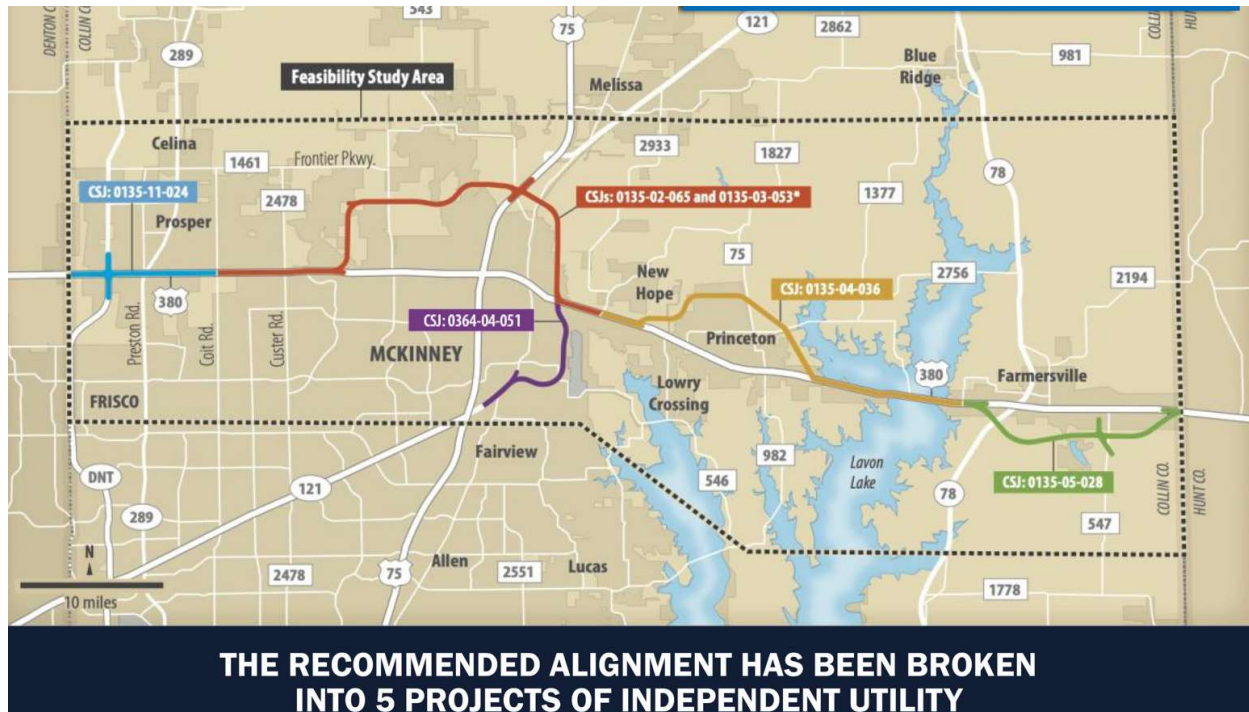 DENTON C
COLLIN CO.
289
543
75
121
2862
Blue
Ridge
981
COLLIN
HUNT
Feasibility Study Area
Melissa
Celina
1461
Frontier Pkwy.
2933
1827
78
CSJ: 0135-11-024
2478
CSJs: 0135-02-065 and 0135-03-053*
1377
Prosper
380
Preston Rd.
Coit Rd.
Custer Rd.
New
Hope
75
2756
2194
CSJ: 0135-04-036
CSJ: 0364-04-051
MCKINNEY
Princeton
380
Farmersville
FRISCO
Lowry
Crossing
Fairview
982
Lavon
Lake
CSJ: 0135-05-028
COLLIN CO.
HUNT CO.
DNT
121
546
78
289
547
N
Allen
2478
75
2551
Lucas
1778
10 miles
THE RECOMMENDED ALIGNMENT HAS BEEN BROKEN
INTO 5 PROJECTS OF INDEPENDENT UTILITY